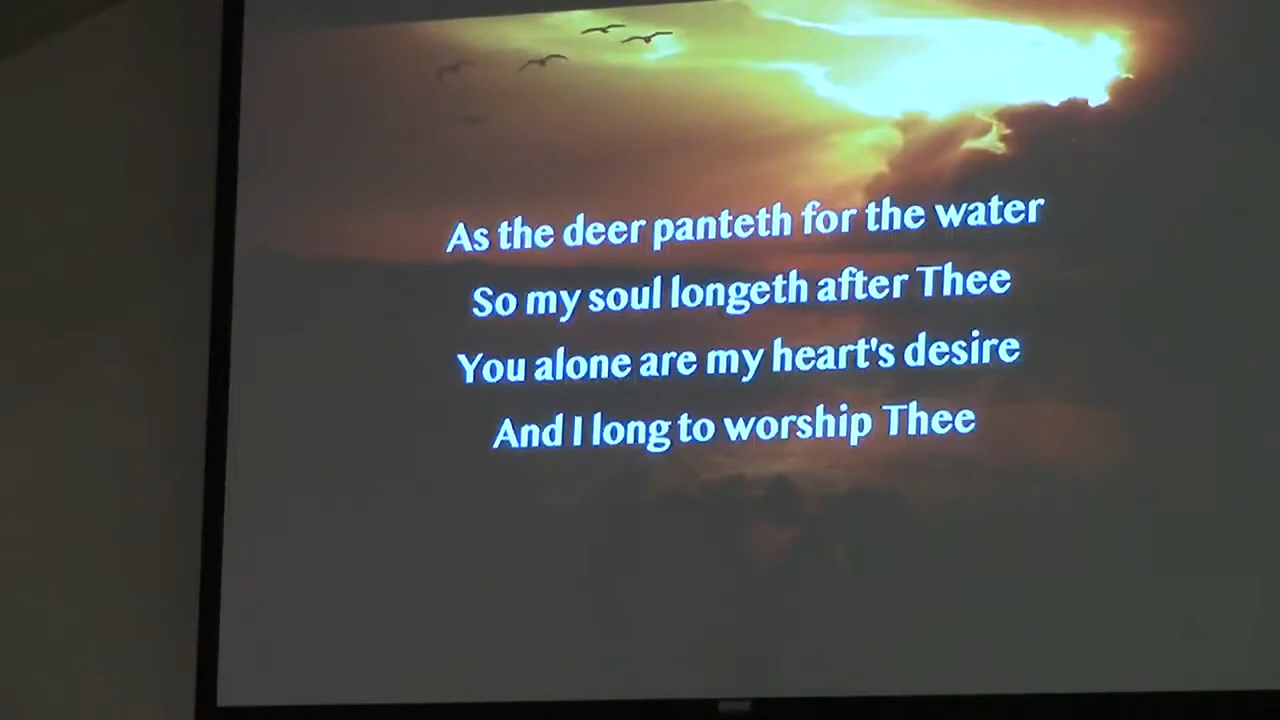 As the deer panteth for the water
So my soul longeth after Thee
You alone are my heart's desire
And I long to worship Thee